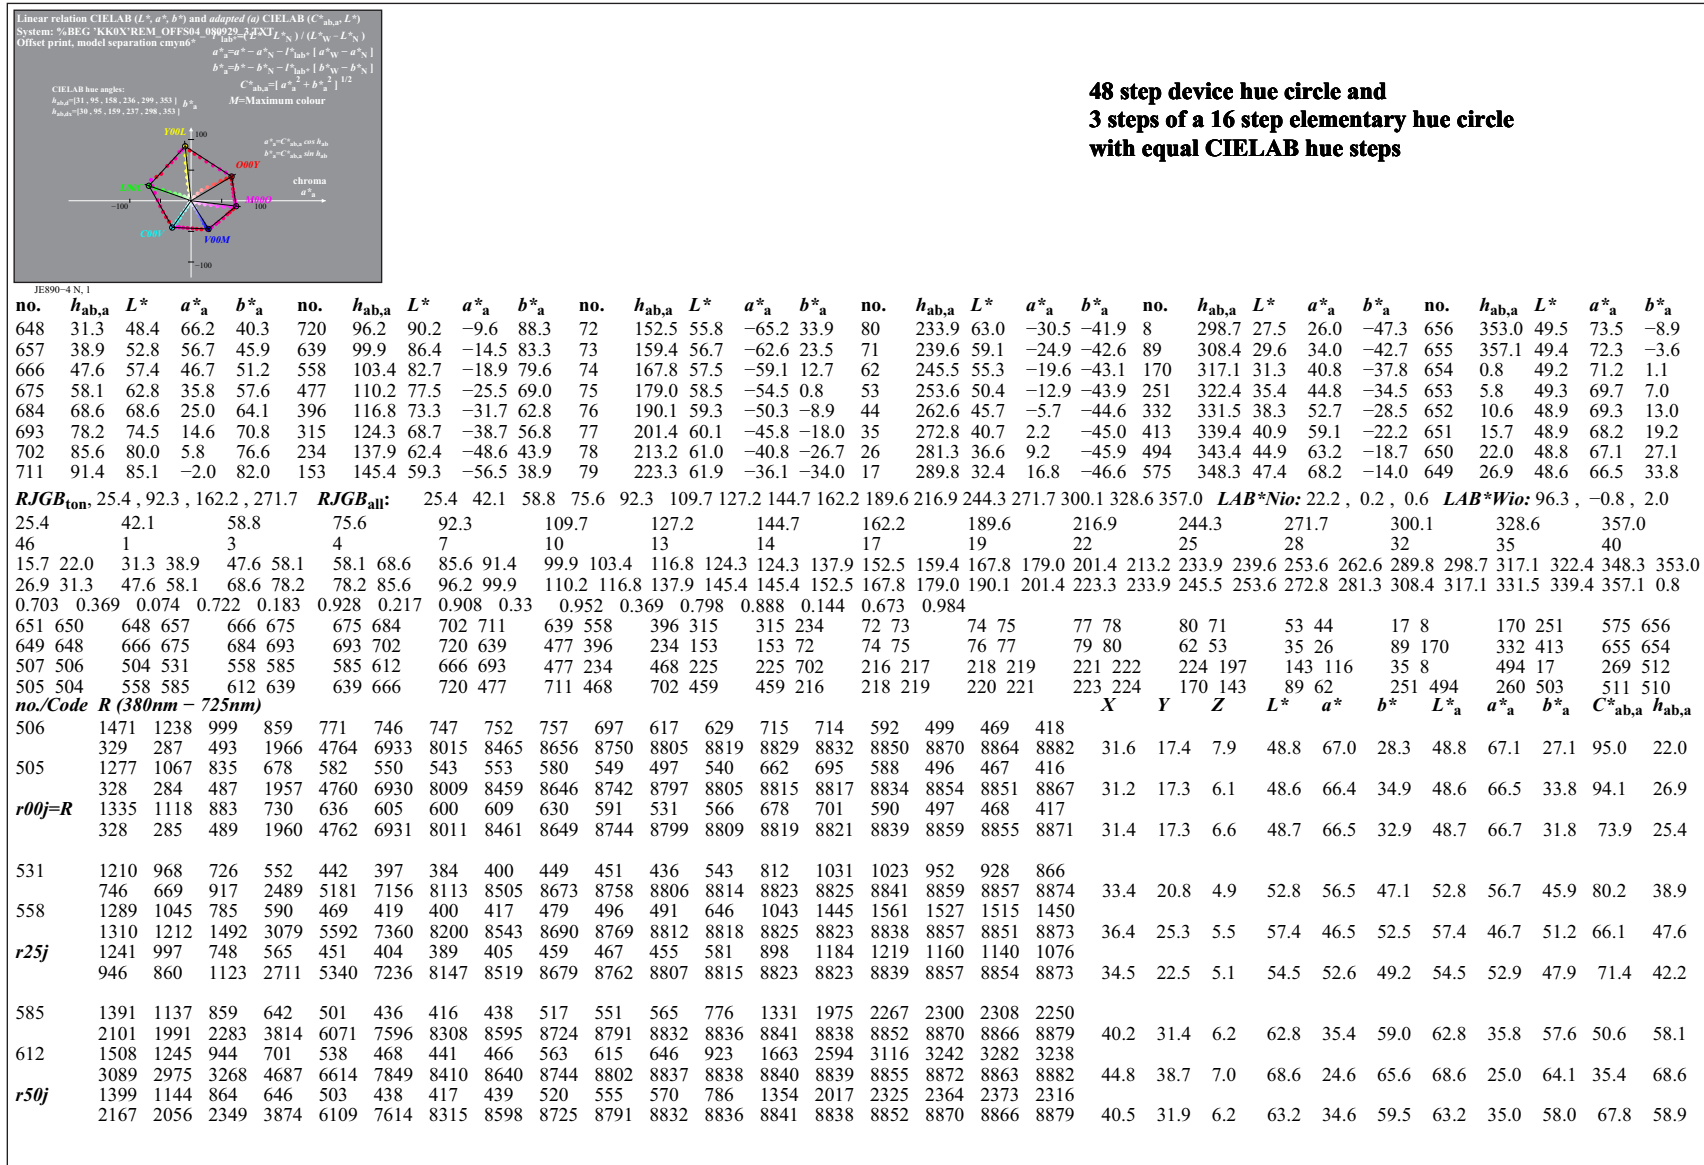 Linear relation CIELAB (L*, a*, b*) and adapted (a) CIELAB (C*ab,a, L*)
System: %BEG 'KK0X'REM_OFFS04_080929_3.TXT
Offset print, model separation cmyn6*
a*a=a* − a*N − l*lab* [ a*W − a*N ]
b*a=b* − b*N − l*lab* [ b*W − b*N ]
C*ab,a=[ a*a² + b*a² ] 1/2
CIELAB hue angles:
M=Maximum colour
hab,d=[31 , 95 , 158 , 236 , 299 , 353 ]
hab,ds=[30 , 95 , 159 , 237 , 298 , 353 ]
b*a
Y00L
100
a*a=C*ab,a cos hab
b*a=C*ab,a sin hab
O00Y
chroma
a*a
M00O
−100
100
C00V
V00M
−100
JE890−4 N, 1
48 step device hue circle and
3 steps of a 16 step elementary hue circle
with equal CIELAB hue steps
no. hab,a L* a*a b*a no. hab,a L* a*a b*a no. hab,a L* a*a b*a no. hab,a L* a*a b*a no. hab,a L* a*a b*a no. hab,a L* a*a b*a
648 31.3 48.4 66.2 40.3 720 96.2 90.2 −9.6 88.3 72 152.5 55.8 −65.2 33.9 80 233.9 63.0 −30.5 −41.9 8 298.7 27.5 26.0 −47.3 656 353.0 49.5 73.5 −8.9
657 38.9 52.8 56.7 45.9 639 99.9 86.4 −14.5 83.3 73 159.4 56.7 −62.6 23.5 71 239.6 59.1 −24.9 −42.6 89 308.4 29.6 34.0 −42.7 655 357.1 49.4 72.3 −3.6
666 47.6 57.4 46.7 51.2 558 103.4 82.7 −18.9 79.6 74 167.8 57.5 −59.1 12.7 62 245.5 55.3 −19.6 −43.1 170 317.1 31.3 40.8 −37.8 654 0.8 49.2 71.2 1.1
675 58.1 62.8 35.8 57.6 477 110.2 77.5 −25.5 69.0 75 179.0 58.5 −54.5 0.8 53 253.6 50.4 −12.9 −43.9 251 322.4 35.4 44.8 −34.5 653 5.8 49.3 69.7 7.0
684 68.6 68.6 25.0 64.1 396 116.8 73.3 −31.7 62.8 76 190.1 59.3 −50.3 −8.9 44 262.6 45.7 −5.7 −44.6 332 331.5 38.3 52.7 −28.5 652 10.6 48.9 69.3 13.0
693 78.2 74.5 14.6 70.8 315 124.3 68.7 −38.7 56.8 77 201.4 60.1 −45.8 −18.0 35 272.8 40.7 2.2 −45.0 413 339.4 40.9 59.1 −22.2 651 15.7 48.9 68.2 19.2
702 85.6 80.0 5.8 76.6 234 137.9 62.4 −48.6 43.9 78 213.2 61.0 −40.8 −26.7 26 281.3 36.6 9.2 −45.9 494 343.4 44.9 63.2 −18.7 650 22.0 48.8 67.1 27.1
711 91.4 85.1 −2.0 82.0 153 145.4 59.3 −56.5 38.9 79 223.3 61.9 −36.1 −34.0 17 289.8 32.4 16.8 −46.6 575 348.3 47.4 68.2 −14.0 649 26.9 48.6 66.5 33.8
RJGBton, 25.4 , 92.3 , 162.2 , 271.7 RJGBall: 25.4 42.1 58.8 75.6 92.3 109.7 127.2 144.7 162.2 189.6 216.9 244.3 271.7 300.1 328.6 357.0 LAB*Nio: 22.2 , 0.2 , 0.6 LAB*Wio: 96.3 , −0.8 , 2.0
25.4 42.1 58.8 75.6 92.3 109.7 127.2 144.7 162.2 189.6 216.9 244.3 271.7 300.1 328.6 357.0
46 1 3 4 7 10 13 14 17 19 22 25 28 32 35 40
15.7 22.0 31.3 38.9 47.6 58.1 58.1 68.6 85.6 91.4 99.9 103.4 116.8 124.3 124.3 137.9 152.5 159.4 167.8 179.0 201.4 213.2 233.9 239.6 253.6 262.6 289.8 298.7 317.1 322.4 348.3 353.0
26.9 31.3 47.6 58.1 68.6 78.2 78.2 85.6 96.2 99.9 110.2 116.8 137.9 145.4 145.4 152.5 167.8 179.0 190.1 201.4 223.3 233.9 245.5 253.6 272.8 281.3 308.4 317.1 331.5 339.4 357.1 0.8
0.703 0.369 0.074 0.722 0.183 0.928 0.217 0.908 0.33 0.952 0.369 0.798 0.888 0.144 0.673 0.984
651 650 648 657 666 675 675 684 702 711 639 558 396 315 315 234 72 73 74 75 77 78 80 71 53 44 17 8 170 251 575 656
649 648 666 675 684 693 693 702 720 639 477 396 234 153 153 72 74 75 76 77 79 80 62 53 35 26 89 170 332 413 655 654
507 506 504 531 558 585 585 612 666 693 477 234 468 225 225 702 216 217 218 219 221 222 224 197 143 116 35 8 494 17 269 512
505 504 558 585 612 639 639 666 720 477 711 468 702 459 459 216 218 219 220 221 223 224 170 143 89 62 251 494 260 503 511 510
no./Code R (380nm − 725nm) X Y Z L* a* b* L*a a*a b*a C*ab,a hab,a
506 1471 1238 999 859 771 746 747 752 757 697 617 629 715 714 592 499 469 418
329 287 493 1966 4764 6933 8015 8465 8656 8750 8805 8819 8829 8832 8850 8870 8864 8882 31.6 17.4 7.9 48.8 67.0 28.3 48.8 67.1 27.1 95.0 22.0
505 1277 1067 835 678 582 550 543 553 580 549 497 540 662 695 588 496 467 416
328 284 487 1957 4760 6930 8009 8459 8646 8742 8797 8805 8815 8817 8834 8854 8851 8867 31.2 17.3 6.1 48.6 66.4 34.9 48.6 66.5 33.8 94.1 26.9
r00j=R 1335 1118 883 730 636 605 600 609 630 591 531 566 678 701 590 497 468 417
328 285 489 1960 4762 6931 8011 8461 8649 8744 8799 8809 8819 8821 8839 8859 8855 8871 31.4 17.3 6.6 48.7 66.5 32.9 48.7 66.7 31.8 73.9 25.4
531 1210 968 726 552 442 397 384 400 449 451 436 543 812 1031 1023 952 928 866
746 669 917 2489 5181 7156 8113 8505 8673 8758 8806 8814 8823 8825 8841 8859 8857 8874 33.4 20.8 4.9 52.8 56.5 47.1 52.8 56.7 45.9 80.2 38.9
558 1289 1045 785 590 469 419 400 417 479 496 491 646 1043 1445 1561 1527 1515 1450
1310 1212 1492 3079 5592 7360 8200 8543 8690 8769 8812 8818 8825 8823 8838 8857 8851 8873 36.4 25.3 5.5 57.4 46.5 52.5 57.4 46.7 51.2 66.1 47.6
r25j 1241 997 748 565 451 404 389 405 459 467 455 581 898 1184 1219 1160 1140 1076
946 860 1123 2711 5340 7236 8147 8519 8679 8762 8807 8815 8823 8823 8839 8857 8854 8873 34.5 22.5 5.1 54.5 52.6 49.2 54.5 52.9 47.9 71.4 42.2
585 1391 1137 859 642 501 436 416 438 517 551 565 776 1331 1975 2267 2300 2308 2250
2101 1991 2283 3814 6071 7596 8308 8595 8724 8791 8832 8836 8841 8838 8852 8870 8866 8879 40.2 31.4 6.2 62.8 35.4 59.0 62.8 35.8 57.6 50.6 58.1
612 1508 1245 944 701 538 468 441 466 563 615 646 923 1663 2594 3116 3242 3282 3238
3089 2975 3268 4687 6614 7849 8410 8640 8744 8802 8837 8838 8840 8839 8855 8872 8863 8882 44.8 38.7 7.0 68.6 24.6 65.6 68.6 25.0 64.1 35.4 68.6
r50j 1399 1144 864 646 503 438 417 439 520 555 570 786 1354 2017 2325 2364 2373 2316
2167 2056 2349 3874 6109 7614 8315 8598 8725 8791 8832 8836 8841 8838 8852 8870 8866 8879 40.5 31.9 6.2 63.2 34.6 59.5 63.2 35.0 58.0 67.8 58.9